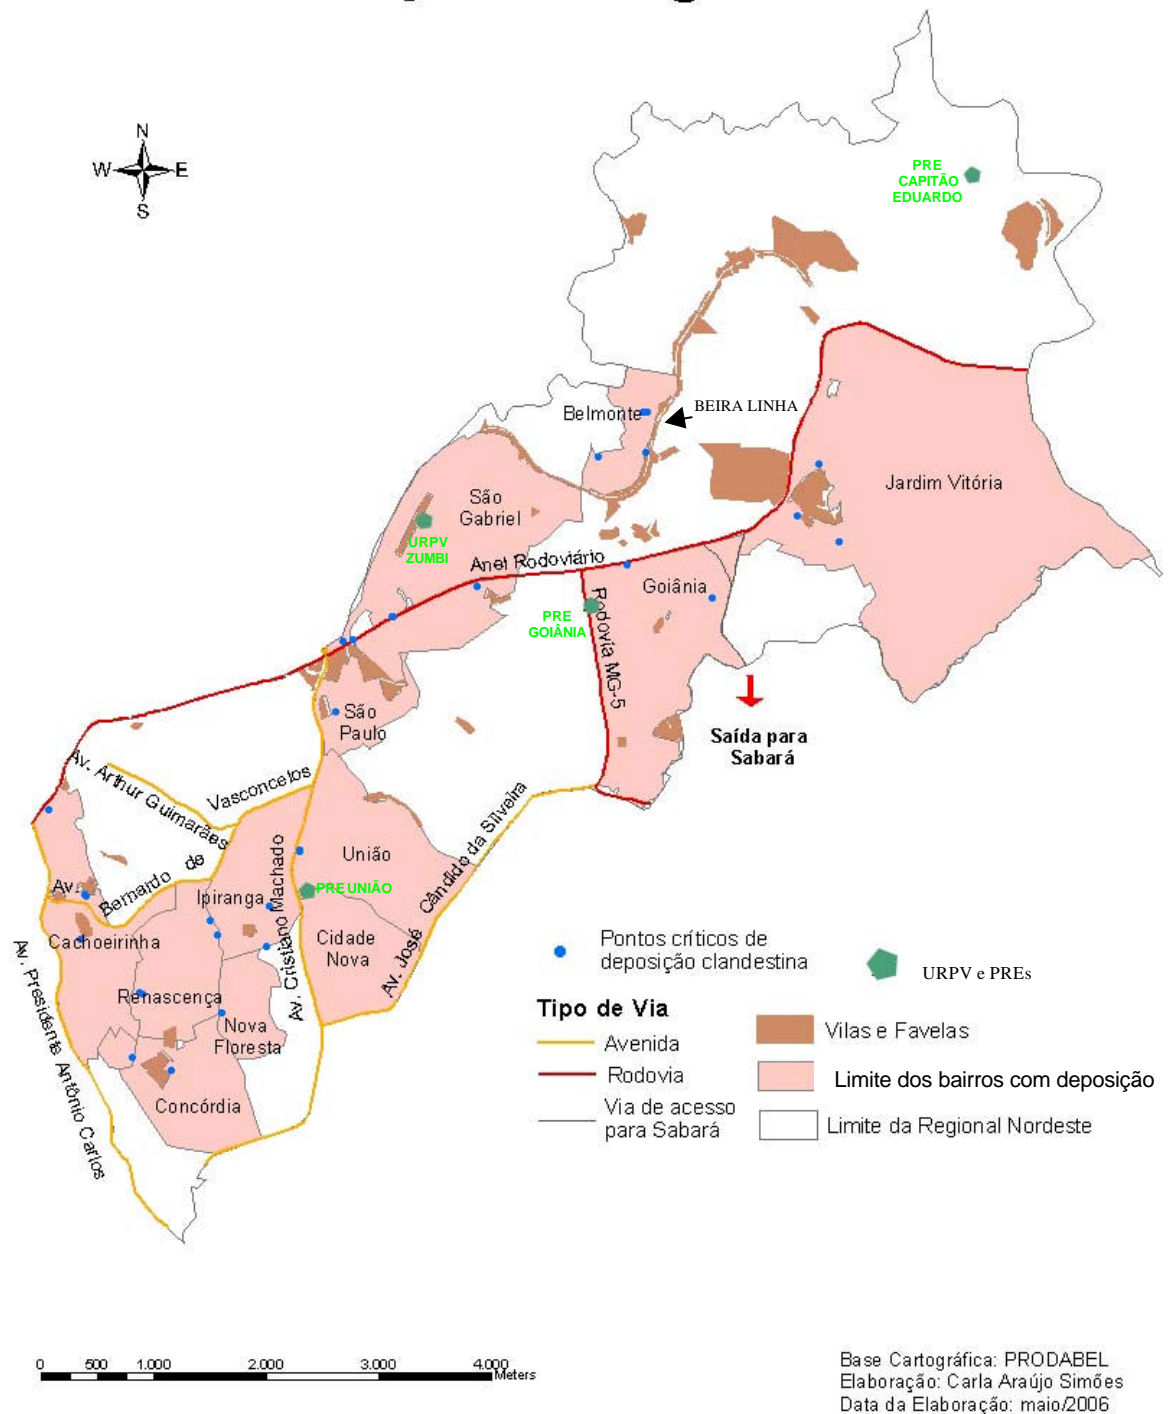 N
W
E
S
PRE
CAPITÃO
EDUARDO
BEIRA LINHA
Belmonte
São
Gabriel
Jardim Vitória
URPV
ZUMBI
Anel Rodoviário
Goiânia
PRE
GOIÂNIA
Rodovia MG-5
São
Paulo
Saída para
Sabará
Av. Arthur Guimarães
Vasconcelos
Bernardo de
Av.
União
PRE UNIÃO
Ipiranga
Av. Cristiano Machado
Cidade
Nova
Av. José Cândido da Silveira
Cachoeirinha
Renascença
Nova
Floresta
Concórdia
Av. Presidente Antônio Carlos
Pontos críticos de
deposição clandestina
URPV e PREs
Tipo de Via
Avenida
Rodovia
Via de acesso
para Sabará
Vilas e Favelas
Limite dos bairros com deposição
Limite da Regional Nordeste
0 500 1.000 2.000 3.000 4.000
Meters
Base Cartográfica: PRODABEL
Elaboração: Carla Araújo Simões
Data da Elaboração: maio/2006